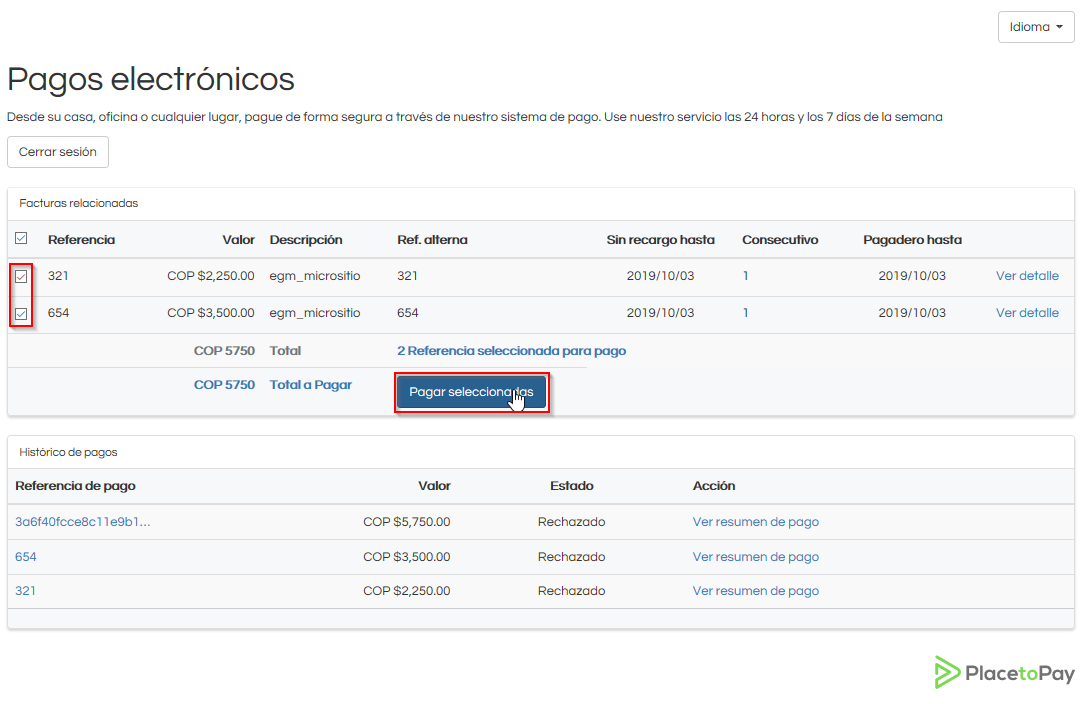 Idioma
Pagos electrónicos
Desde su casa, oficina o cualquier lugar, pague de forma segura a través de nuestro sistema de pago. Use nuestro servicio las 24 horas y los 7 días de la semana
Cerrar sesión
Facturas relacionadas
Referencia Valor Descripción Ref. alterna Sin recargo hasta Consecutivo Pagadero hasta
321 COP $2,250.00 egm_micrositio 321 2019/10/03 1 2019/10/03 Ver detalle
654 COP $3,500.00 egm_micrositio 654 2019/10/03 1 2019/10/03 Ver detalle
COP 5750 Total 2 Referencia seleccionada para pago
COP 5750 Total a Pagar Pagar seleccionadas
Histórico de pagos
Referencia de pago Valor Estado Acción
3a6f40fcce8c11e9b1... COP $5,750.00 Rechazado Ver resumen de pago
654 COP $3,500.00 Rechazado Ver resumen de pago
321 COP $2,250.00 Rechazado Ver resumen de pago
PlacetoPay